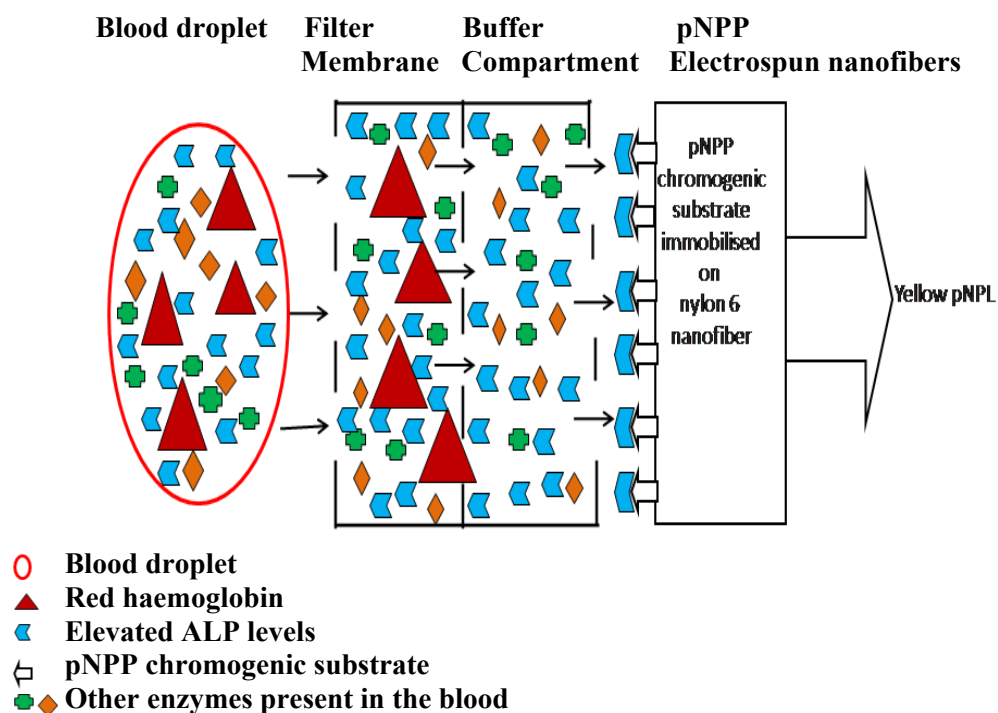 Blood droplet
Filter
Membrane
Buffer
Compartment
pNPP
Electrospun nanofibers
pNPP
chromogenic
substrate
immobilised
on
nylon 6
nanofiber
Yellow pNPL
Blood droplet
Red haemoglobin
Elevated ALP levels
pNPP chromogenic substrate
Other enzymes present in the blood